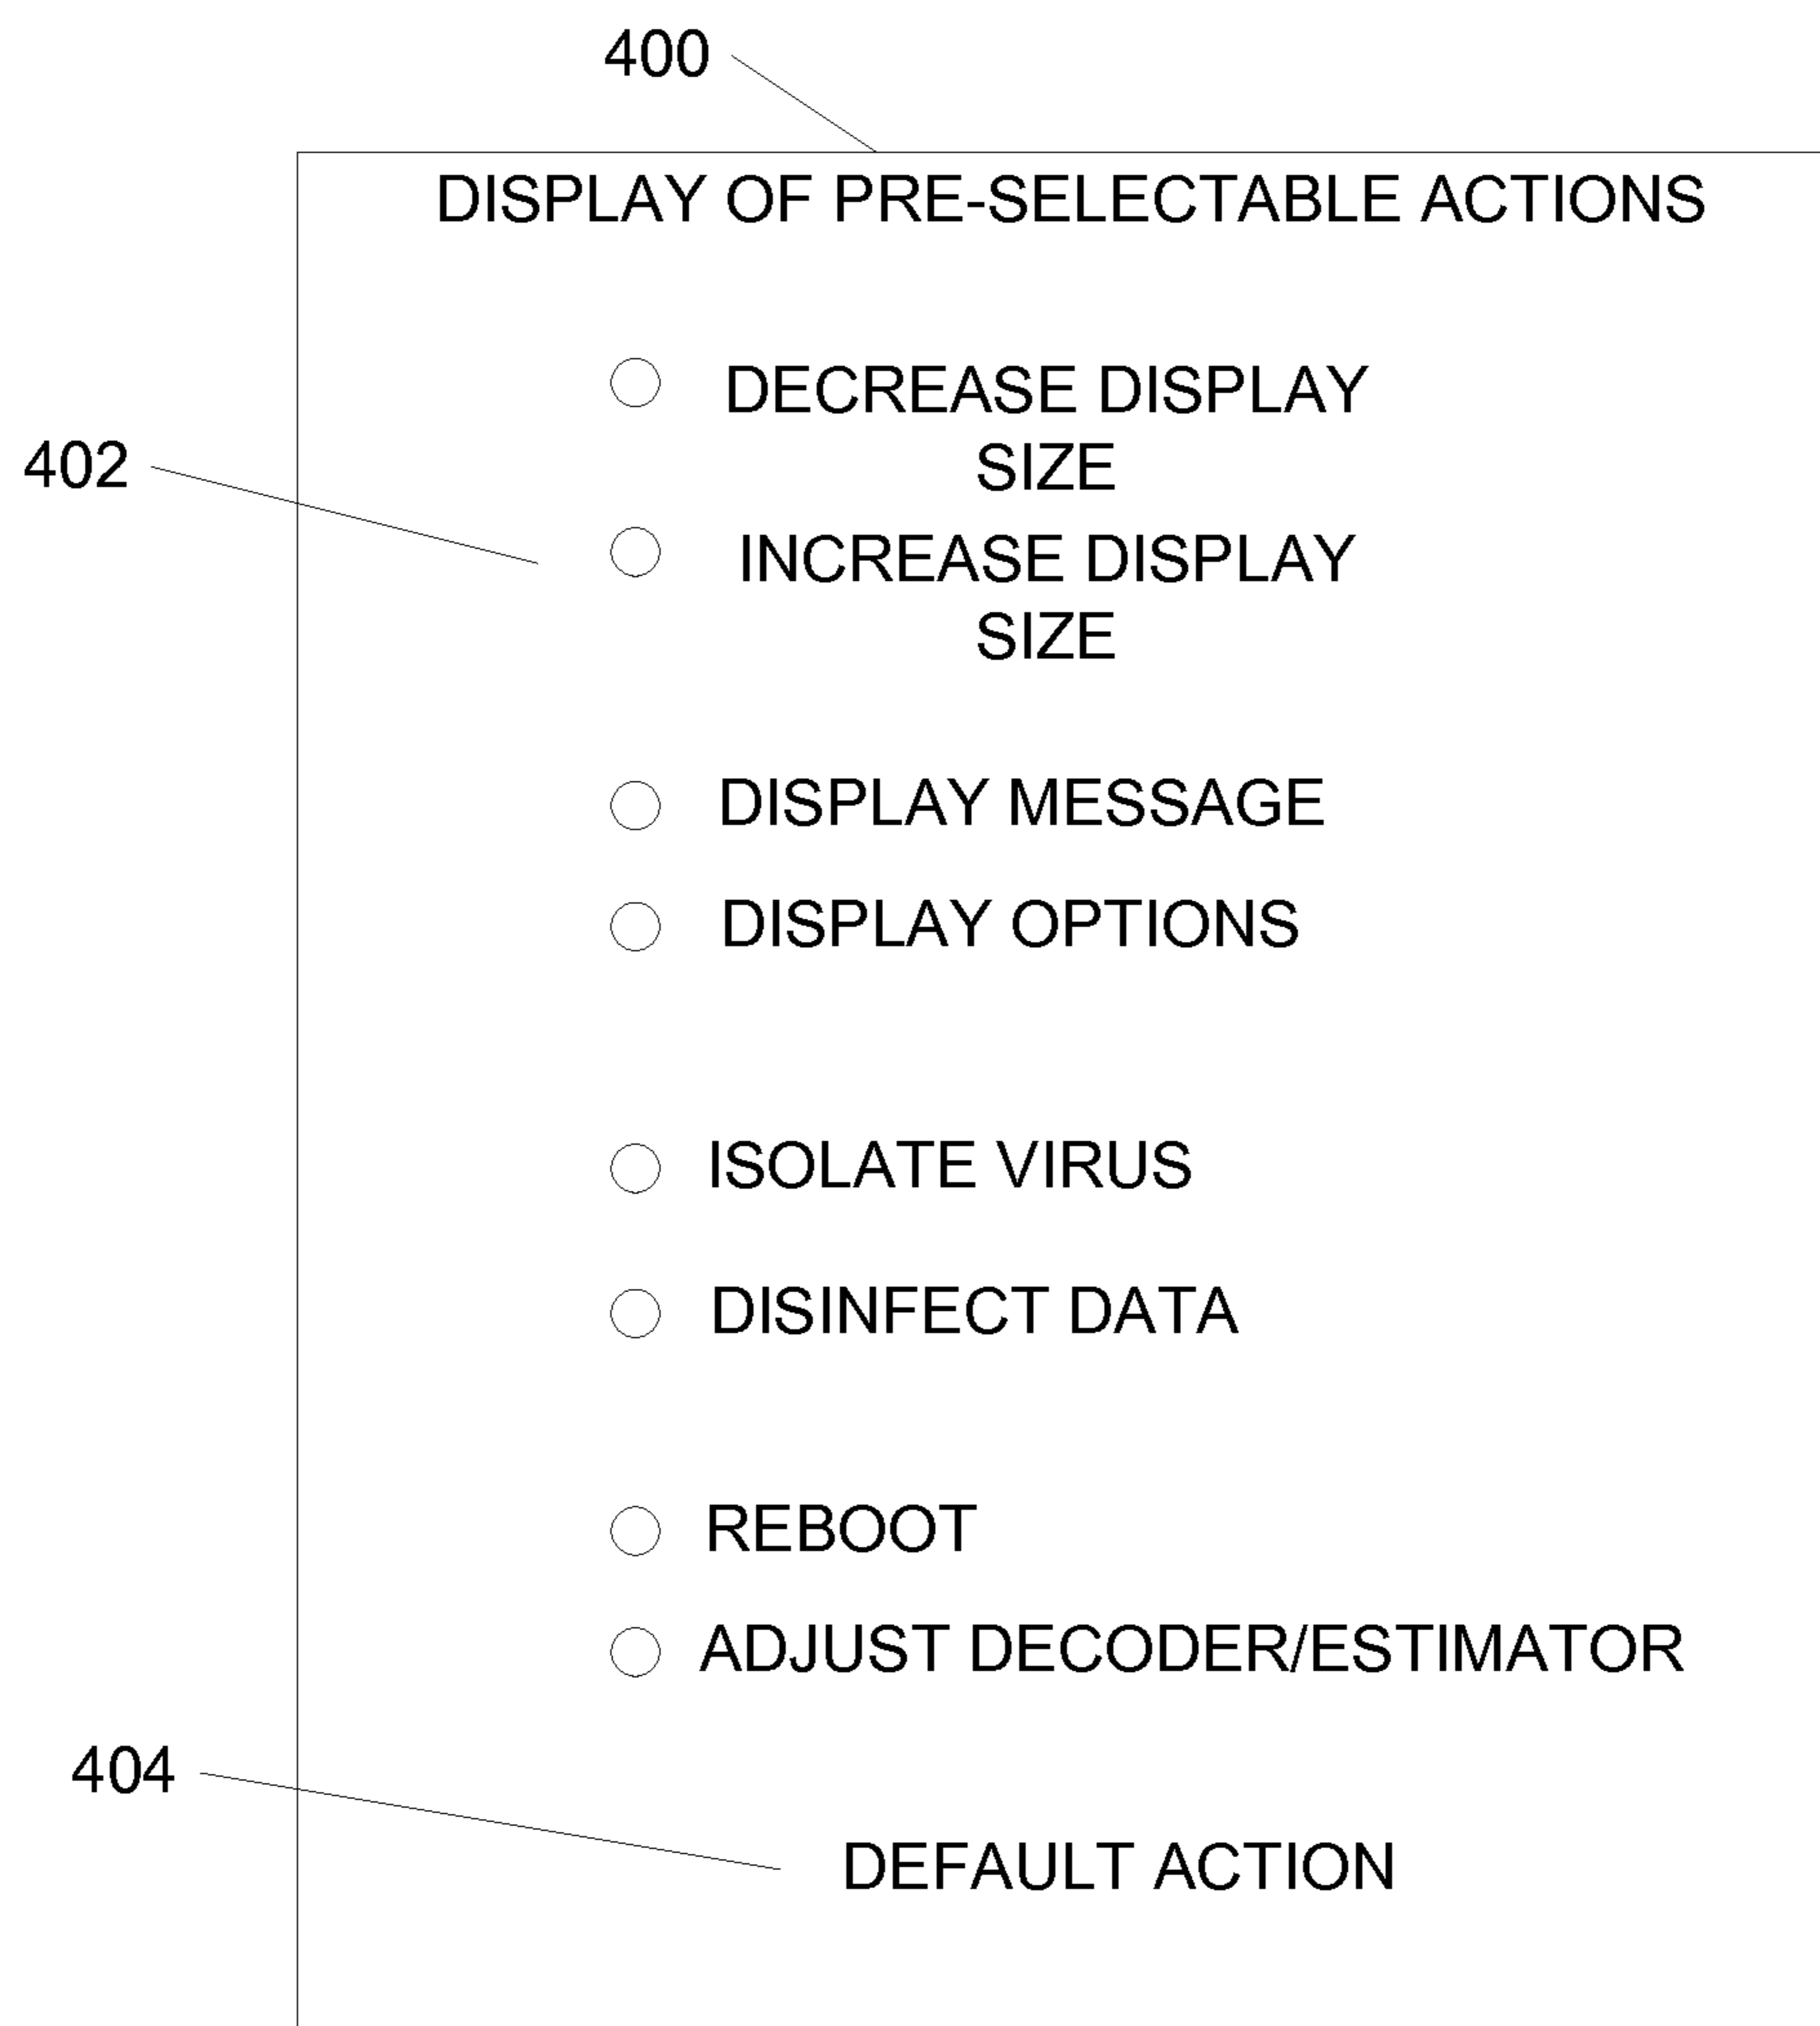 400
DISPLAY OF PRE-SELECTABLE ACTIONS
DECREASE DISPLAY
SIZE
402
INCREASE DISPLAY
SIZE
DISPLAY MESSAGE
DISPLAY OPTIONS
ISOLATE VIRUS
DISINFECT DATA
REBOOT
ADJUST DECODER/ESTIMATOR
404
DEFAULT ACTION